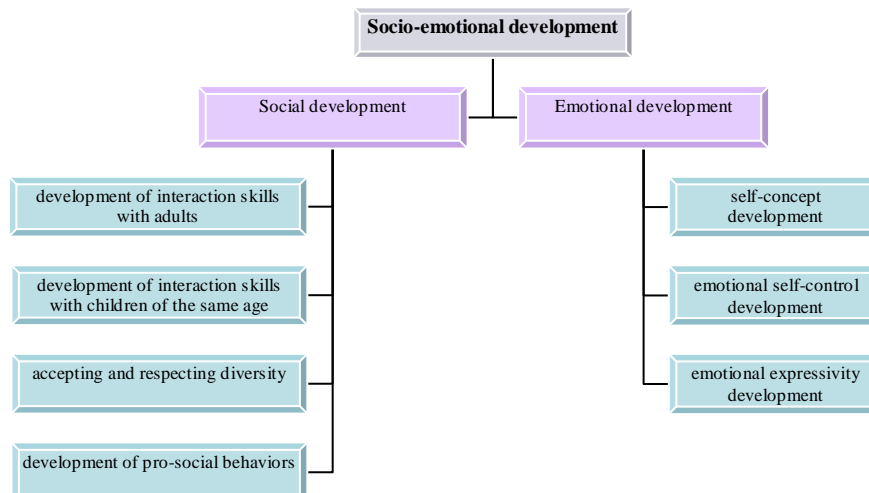 Socio-emotional development
Social development
Emotional development
development of interaction skills
with adults
development of interaction skills
with children of the same age
accepting and respecting diversity
development of pro-social behaviors
self-concept
development
emotional self-control
development
emotional expressivity
development